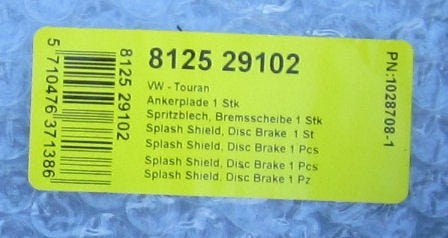 8125 29102
VW - Touran
Ankerplade 1 Stk
Spritzblech, Bremsscheibe 1 Stk
Splash Shield, Disc Brake 1 St
Splash Shield, Disc Brake 1 Pcs
Splash Shield, Disc Brake 1 Pcs
Splash Shield, Disc Brake 1 Pz
8125 29102
5 710476 371386
PN:1028708-1